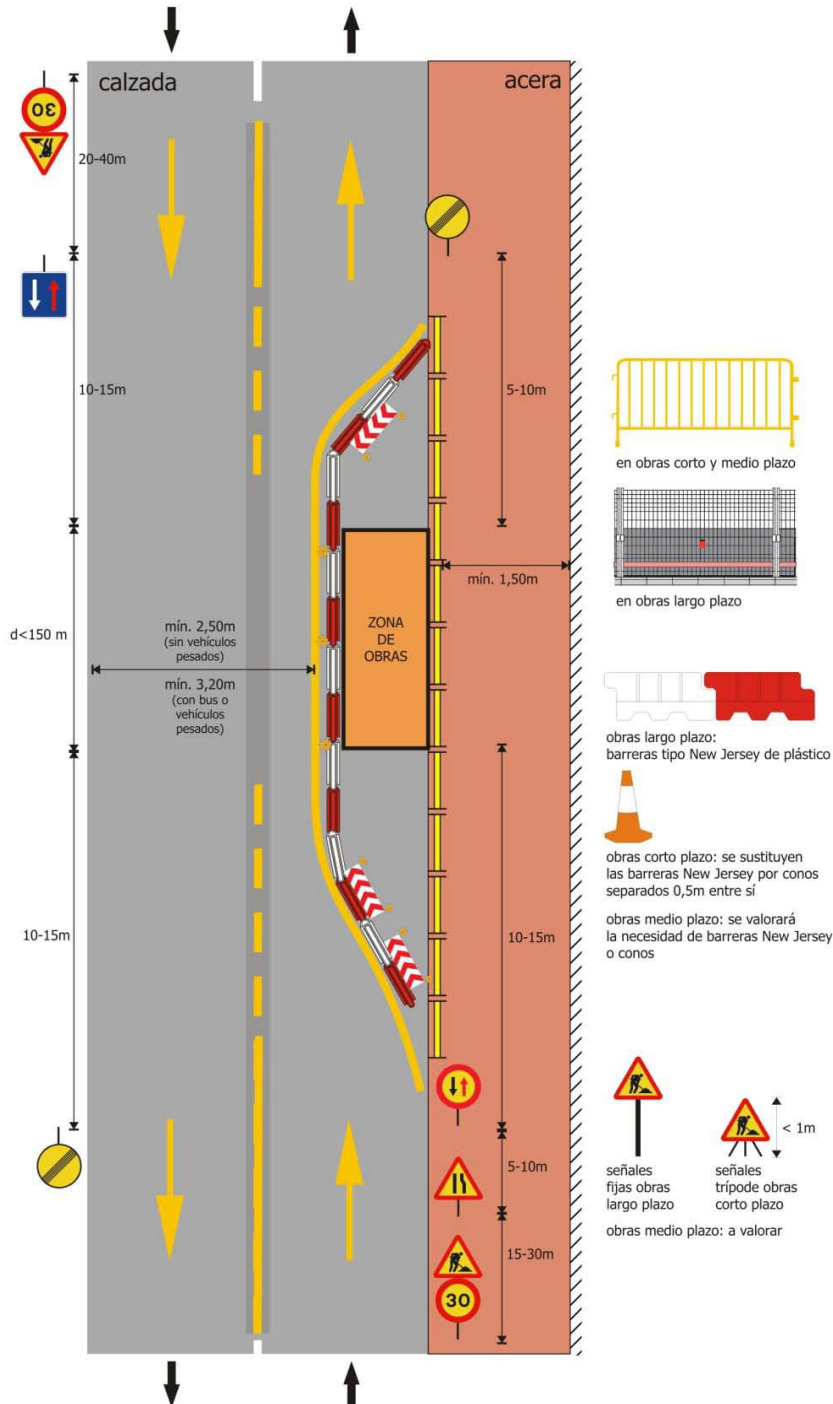 calzada
acera
30
20-40m
10-15m
5-10m
en obras corto y medio plazo
mín. 1,50m
en obras largo plazo
d<150 m
mín. 2,50m
(sin vehículos
pesados)
mín. 3,20m
(con bus o
vehículos
pesados)
ZONA
DE
OBRAS
obras largo plazo:
barreras tipo New Jersey de plástico
obras corto plazo: se sustituyen
las barreras New Jersey por conos
separados 0,5m entre sí
obras medio plazo: se valorará
la necesidad de barreras New Jersey
o conos
10-15m
10-15m
5-10m
15-30m
30
< 1m
señales
fijas obras
largo plazo
señales
trípode obras
corto plazo
obras medio plazo: a valorar